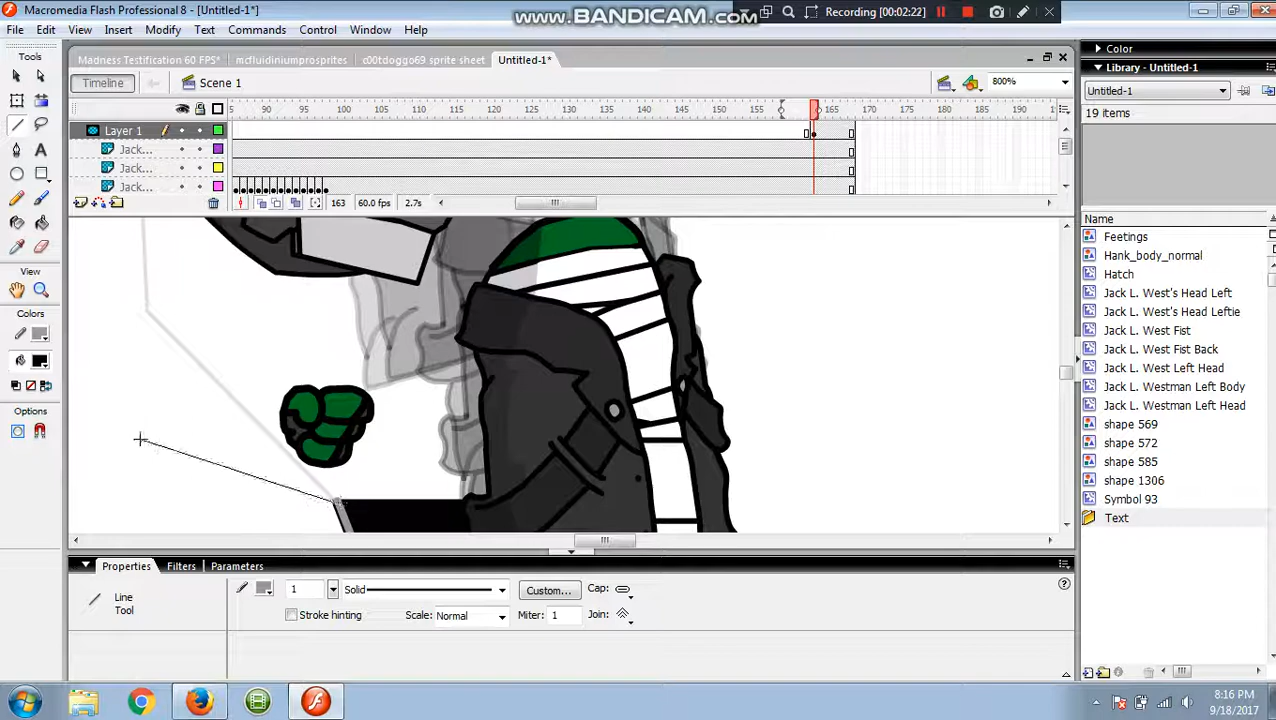 Macromedia Flash Professional 8 - [Untitled-1*]
www.BANDICAM.com
Recording [00:02:22]
File Edit View Insert Modify Text Commands Control Window Help
Tools
Madness Testification 60 FPS* mcfluidiniumprosprites c00tdoggo69 sprite sheet Untitled-1*
Color
Library - Untitled-1
Timeline Scene 1 800%
Untitled-1
85 90 95 100 105 110 115 120 125 130 135 140 145 150 155 160 165 170 175 180 185 190 195
19 items
Layer 1
Jack...
Jack...
Jack...
163 60.0 fps 2.7s
Name
Feetings
Hank_body_normal
Hatch
Jack L. West's Head Left
Jack L. West's Head Leftie
Jack L. West Fist
Jack L. West Fist Back
Jack L. West Left Head
Jack L. Westman Left Body
Jack L. Westman Left Head
shape 569
shape 572
shape 585
shape 1306
Symbol 93
Text
View
Colors
Options
Properties Filters Parameters
Line
Tool
1 Solid Custom... Cap:
Stroke hinting Scale: Normal Miter: 1 Join:
8:16 PM
9/18/2017